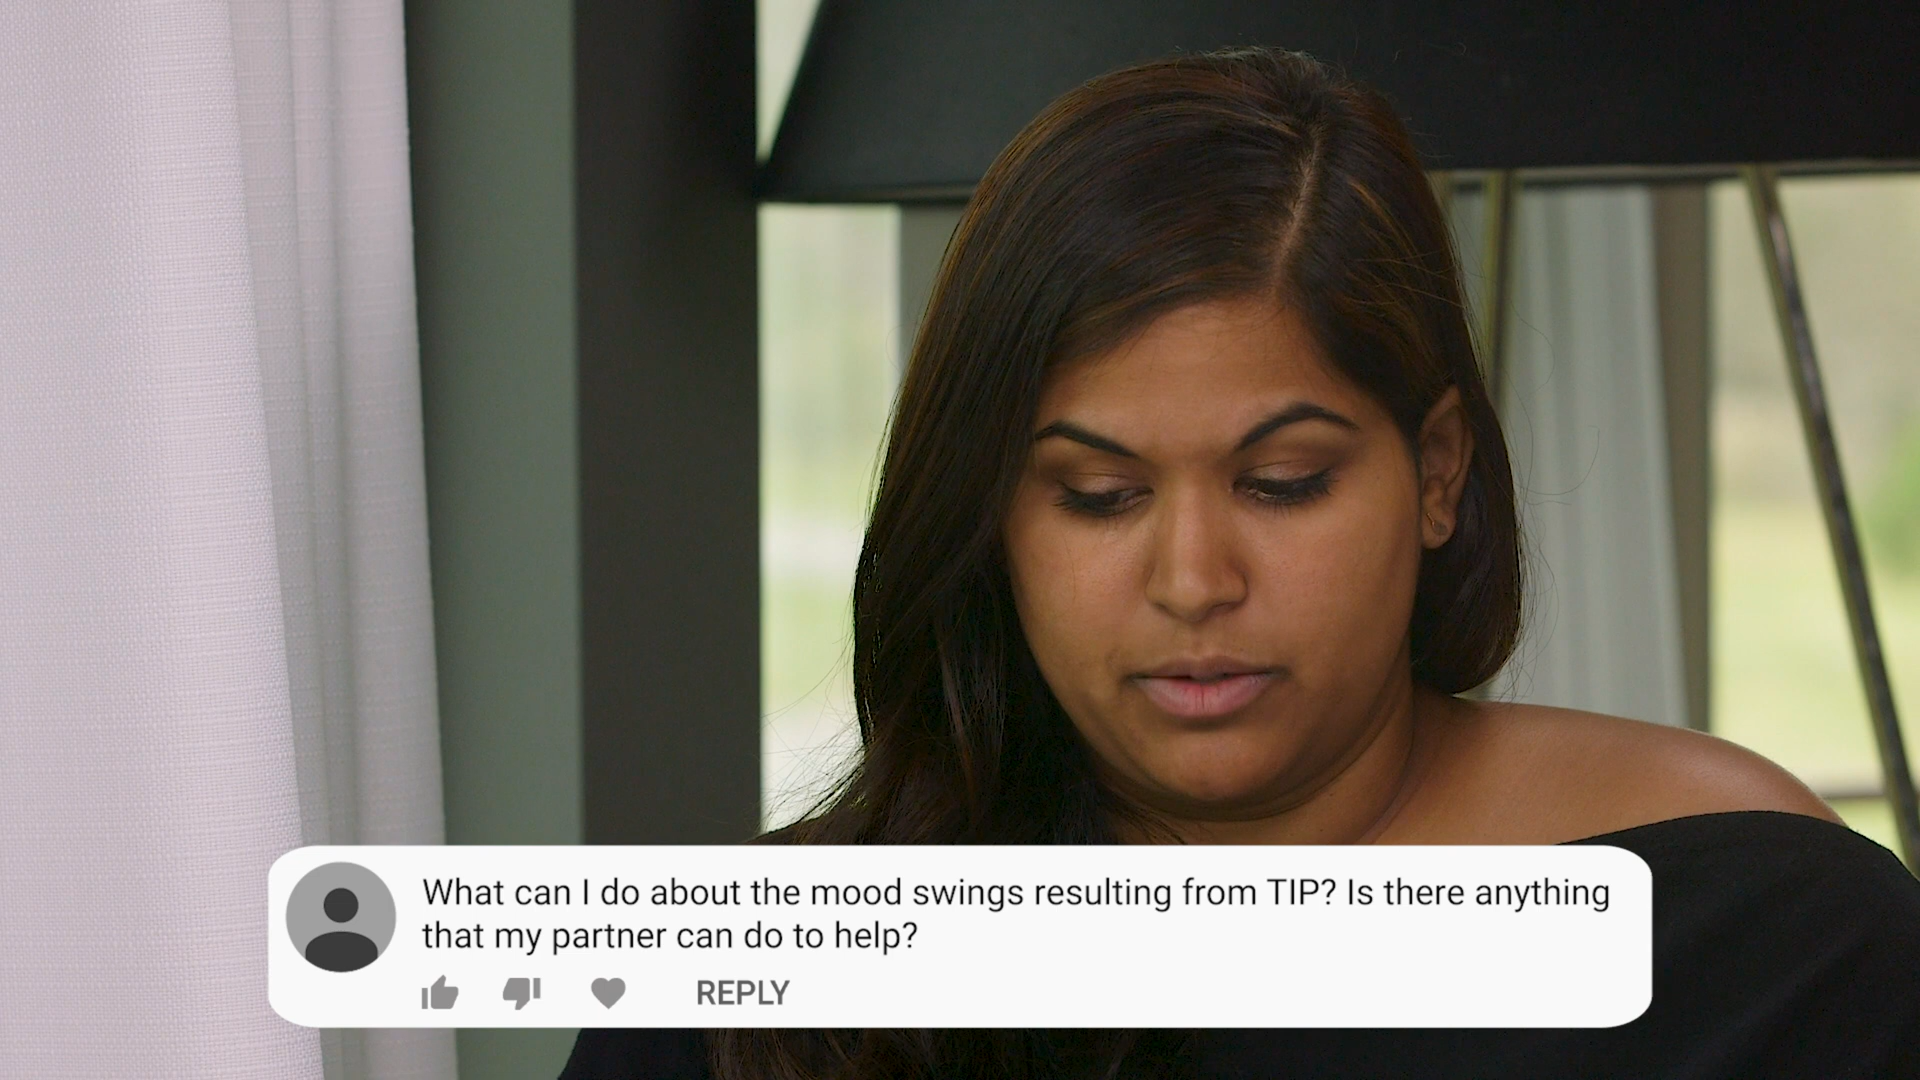 What can I do about the mood swings resulting from TIP? Is there anything
that my partner can do to help?
REPLY